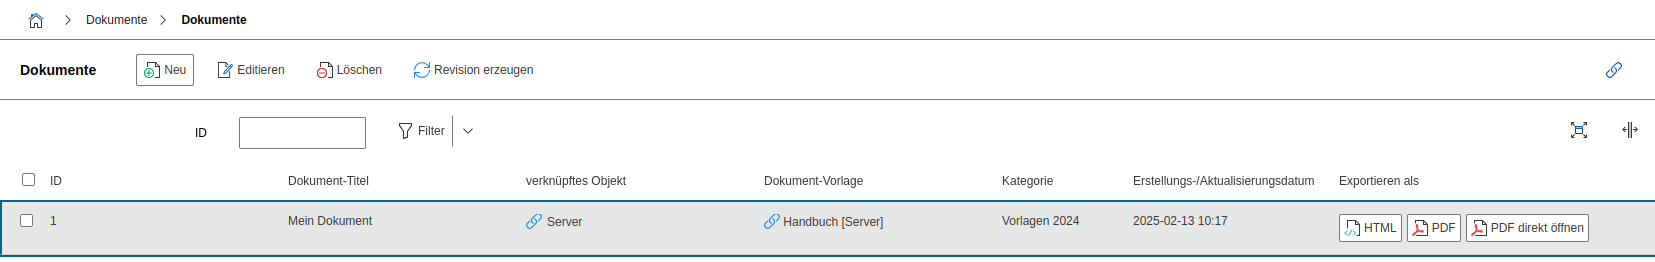 Dokumente Dokumente
Dokumente Neu Editieren Löschen Revision erzeugen
ID Filter
ID Dokument-Titel verknüpftes Objekt Dokument-Vorlage Kategorie Erstellungs-/Aktualisierungsdatum Exportieren als
1 Mein Dokument Server Handbuch [Server] Vorlagen 2024 2025-02-13 10:17 HTML PDF PDF direkt öffnen